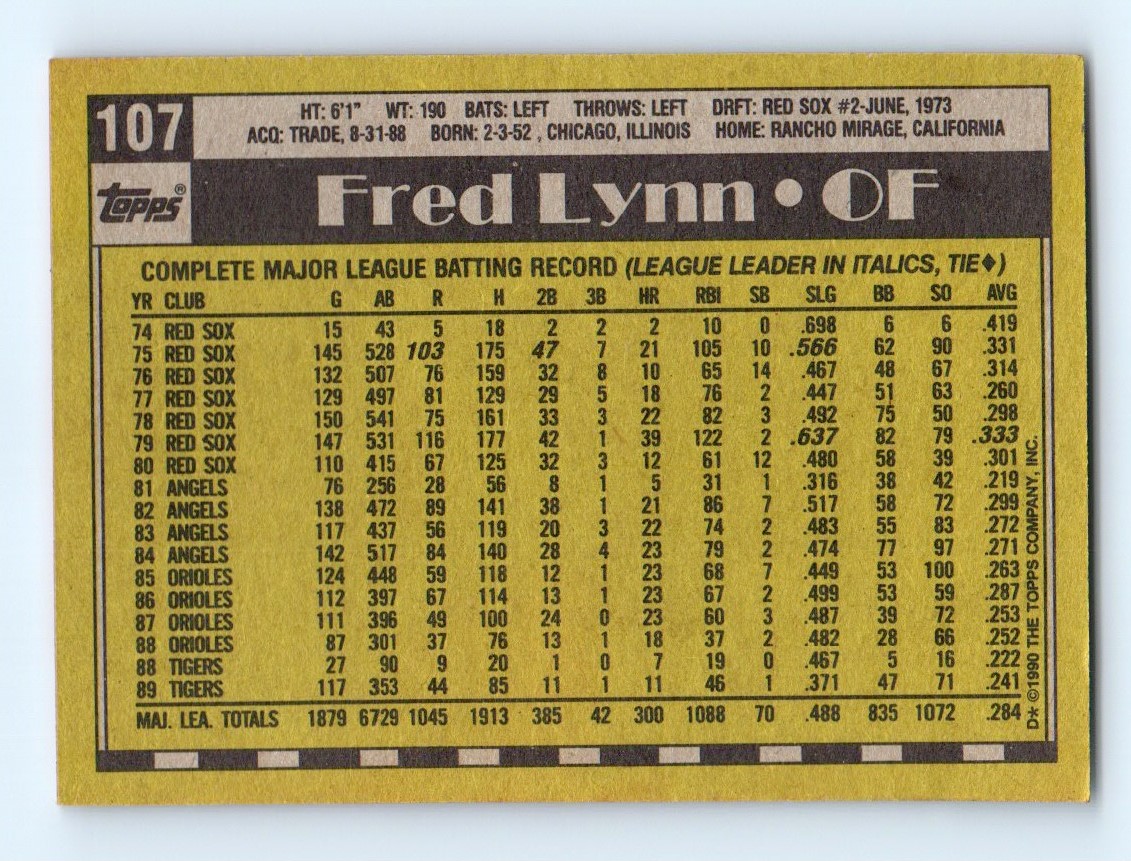 107
HT: 6'1" WT: 190 BATS: LEFT THROWS: LEFT DRFT: RED SOX #2-JUNE, 1973
ACQ: TRADE, 8-31-88 BORN: 2-3-52 , CHICAGO, ILLINOIS HOME: RANCHO MIRAGE, CALIFORNIA
topps®
Fred Lynn • OF
COMPLETE MAJOR LEAGUE BATTING RECORD (LEAGUE LEADER IN ITALICS, TIE♦)
YR CLUB G AB R H 2B 3B HR RBI SB SLG BB SO AVG
74 RED SOX 15 43 5 18 2 2 2 10 0 .698 6 6 .419
75 RED SOX 145 528 103 175 47 7 21 105 10 .566 62 90 .331
76 RED SOX 132 507 76 159 32 8 10 65 14 .467 48 67 .314
77 RED SOX 129 497 81 129 29 5 18 76 2 .447 51 63 .260
78 RED SOX 150 541 75 161 33 3 22 82 3 .492 75 50 .298
79 RED SOX 147 531 116 177 42 1 39 122 2 .637 82 79 .333
80 RED SOX 110 415 67 125 32 3 12 61 12 .480 58 39 .301
81 ANGELS 76 256 28 56 8 1 5 31 1 .316 38 42 .219
82 ANGELS 138 472 89 141 38 1 21 86 7 .517 58 72 .299
83 ANGELS 117 437 56 119 20 3 22 74 2 .483 55 83 .272
84 ANGELS 142 517 84 140 28 4 23 79 2 .474 77 97 .271
85 ORIOLES 124 448 59 118 12 1 23 68 7 .449 53 100 .263
86 ORIOLES 112 397 67 114 13 1 23 67 2 .499 53 59 .287
87 ORIOLES 111 396 49 100 24 0 23 60 3 .487 39 72 .253
88 ORIOLES 87 301 37 76 13 1 18 37 2 .482 28 66 .252
88 TIGERS 27 90 9 20 1 0 7 19 0 .467 5 16 .222
89 TIGERS 117 353 44 85 11 1 11 46 1 .371 47 71 .241
MAJ. LEA. TOTALS 1879 6729 1045 1913 385 42 300 1088 70 .488 835 1072 .284
D* ©1990 THE TOPPS COMPANY, INC.